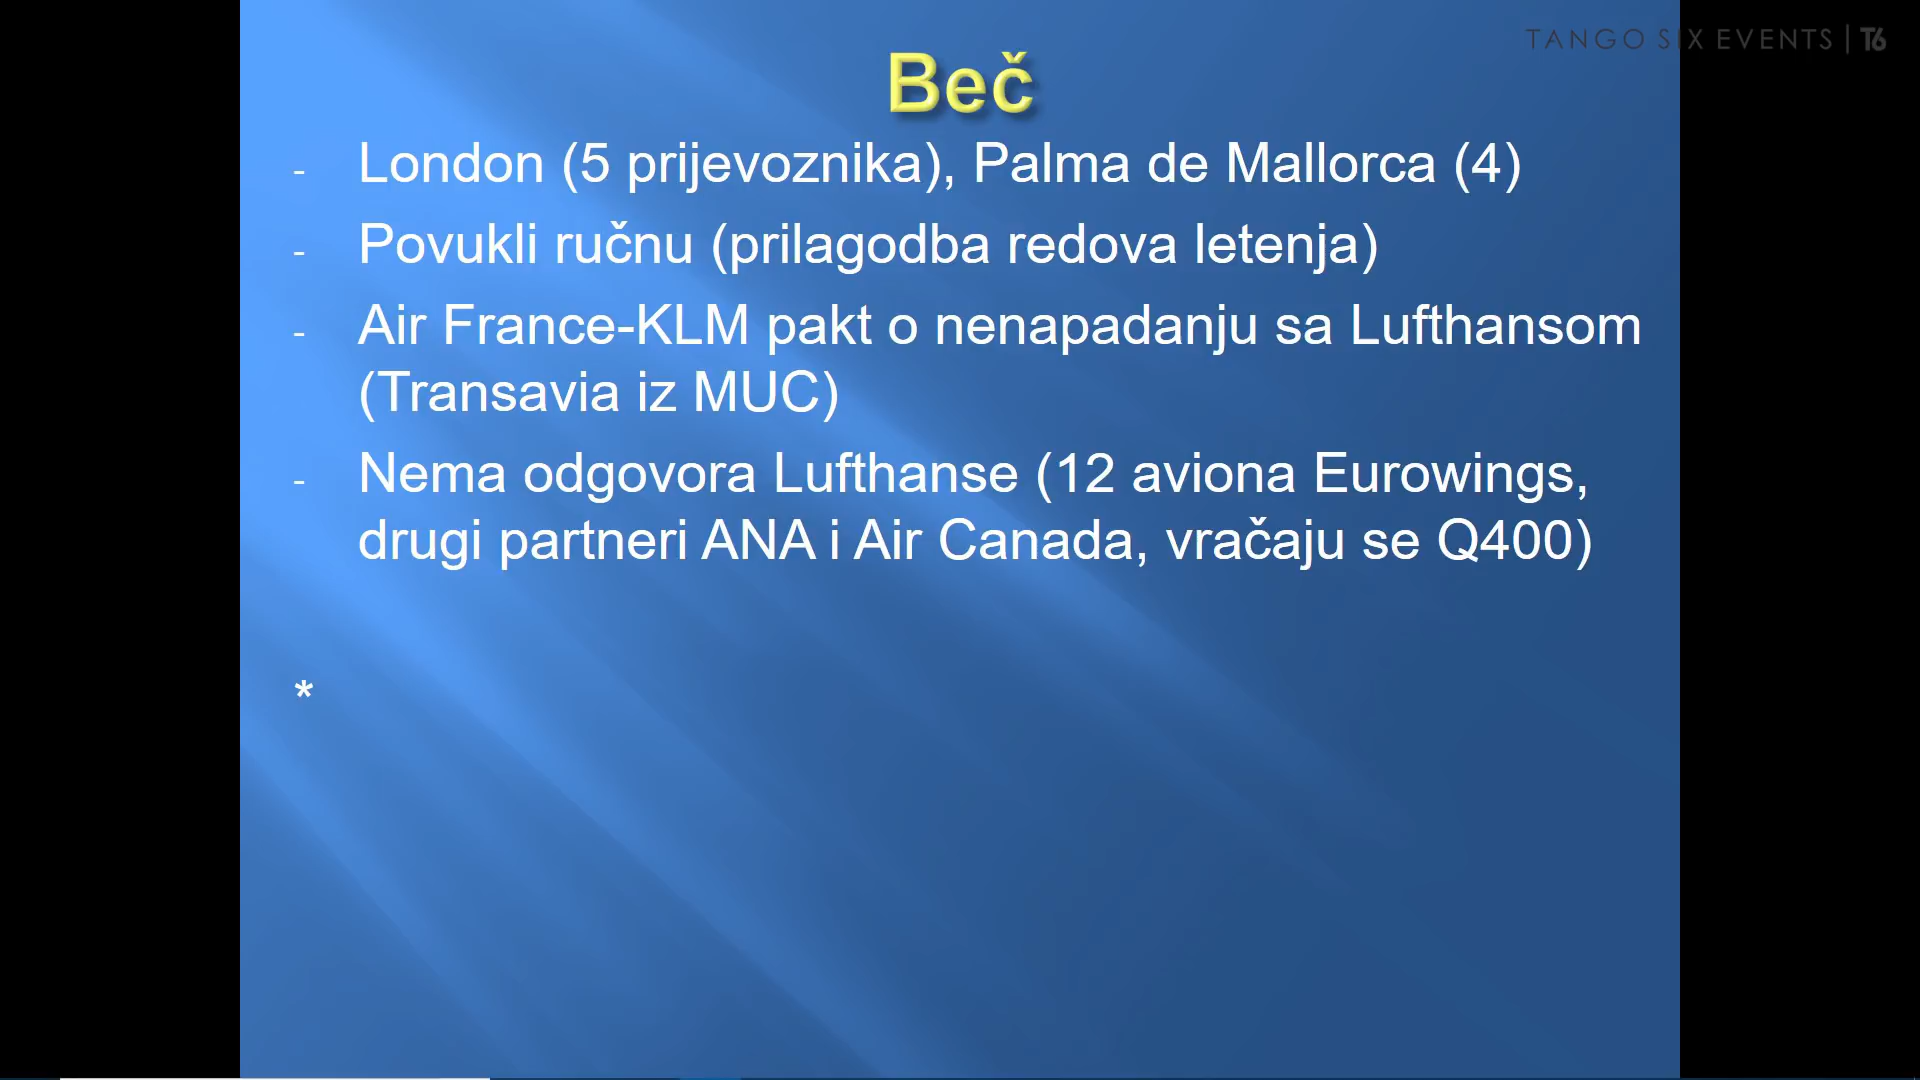 TANGO SIX EVENTS | T6
Beč
- London (5 prijevoznika), Palma de Mallorca (4)
- Povukli ručnu (prilagodba redova letenja)
- Air France-KLM pakt o nenapadanju sa Lufthansom
(Transavia iz MUC)
- Nema odgovora Lufthanse (12 aviona Eurowings,
drugi partneri ANA i Air Canada, vračaju se Q400)
*